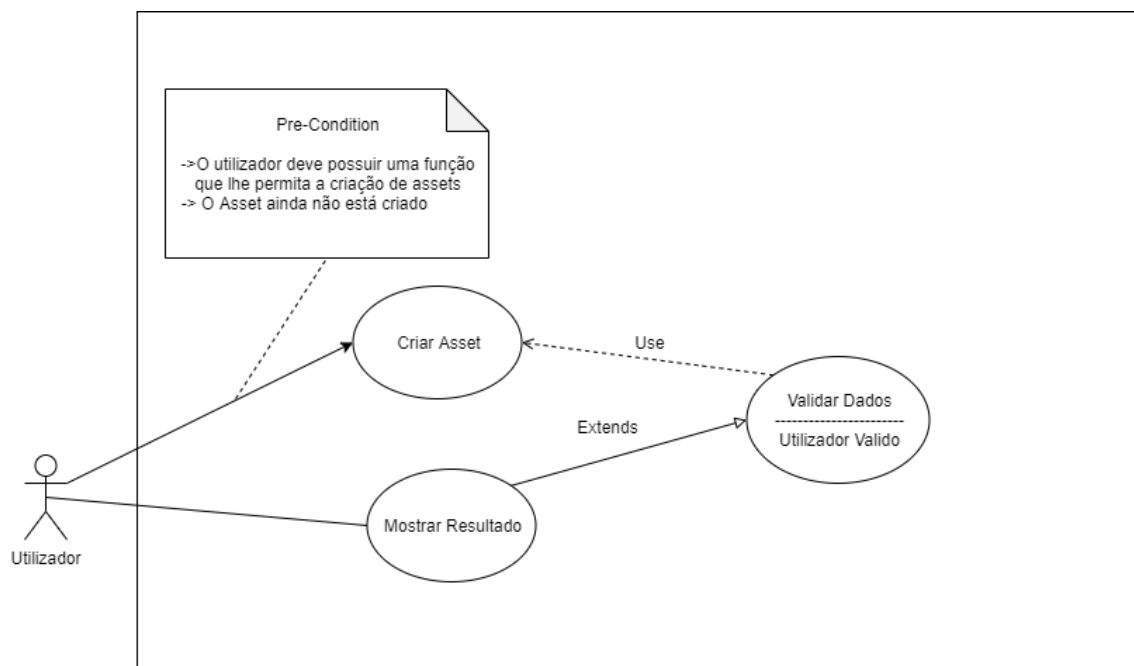 Pre-Condition
->O utilizador deve possuir uma função
que lhe permita a criação de assets
-> O Asset ainda não está criado
Criar Asset
Use
Validar Dados
Utilizador Valido
Extends
Mostrar Resultado
Utilizador